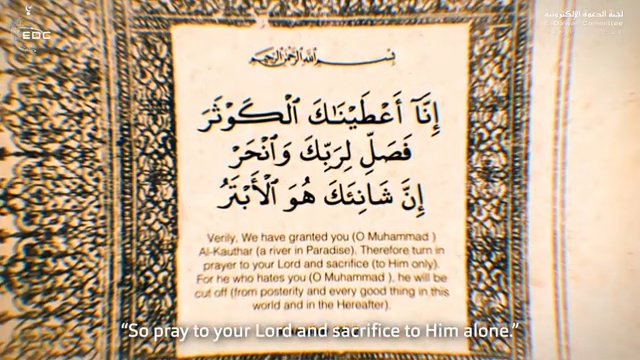 EDC
لجنة الدعوة الإلكترونية
E-Dawah Committee
بسم الله الرحمن الرحيم
إِنَّآ أَعْطَيْنَٰكَ ٱلْكَوْثَرَ
فَصَلِّ لِرَبِّكَ وَٱنْحَرْ
إِنَّ شَانِئَكَ هُوَ ٱلْأَبْتَرُ
Verily, We have granted you (O Muhammad )
Al-Kauthar (a river in Paradise). Therefore turn in
prayer to your Lord and sacrifice (to Him only).
For he who hates you (O Muhammad ), he will be
cut off (from posterity and every good thing in this
world and in the Hereafter).
“So pray to your Lord and sacrifice to Him alone.”